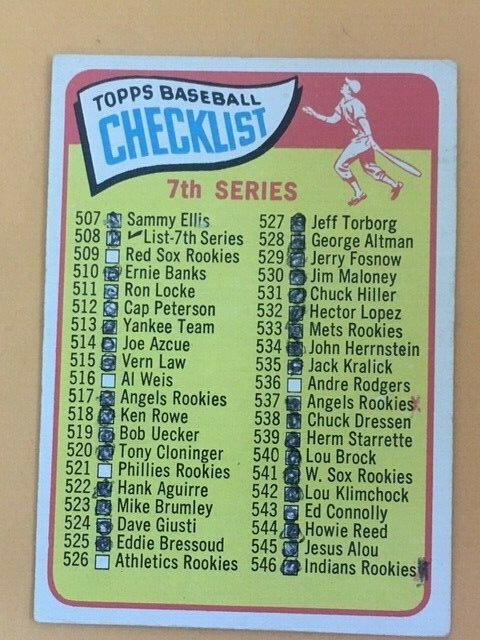 TOPPS BASEBALL
CHECKLIST
7th SERIES
507 Sammy Ellis
508 List-7th Series
509 Red Sox Rookies
510 Ernie Banks
511 Ron Locke
512 Cap Peterson
513 Yankee Team
514 Joe Azcue
515 Vern Law
516 Al Weis
517 Angels Rookies
518 Ken Rowe
519 Bob Uecker
520 Tony Cloninger
521 Phillies Rookies
522 Hank Aguirre
523 Mike Brumley
524 Dave Giusti
525 Eddie Bressoud
526 Athletics Rookies
527 Jeff Torborg
528 George Altman
529 Jerry Fosnow
530 Jim Maloney
531 Chuck Hiller
532 Hector Lopez
533 Mets Rookies
534 John Herrnstein
535 Jack Kralick
536 Andre Rodgers
537 Angels Rookies
538 Chuck Dressen
539 Herm Starrette
540 Lou Brock
541 W. Sox Rookies
542 Lou Klimchock
543 Ed Connolly
544 Howie Reed
545 Jesus Alou
546 Indians Rookies